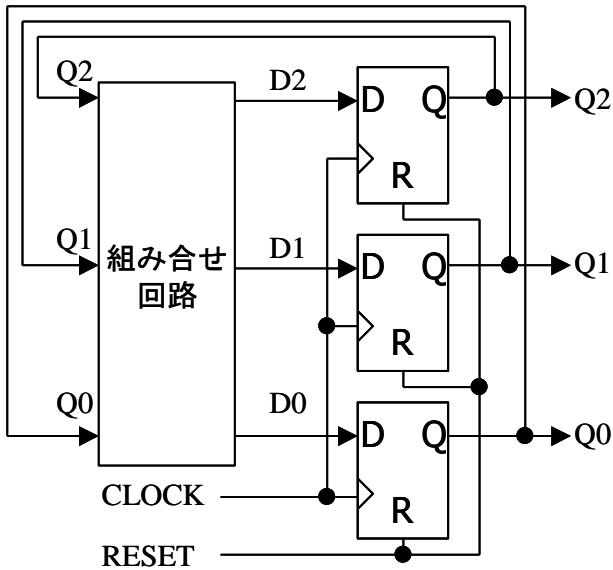 Q2
D2
D
Q
Q2
R
Q1
組み合せ
回路
D1
D
Q
Q1
R
Q0
D0
D
Q
Q0
R
CLOCK
RESET